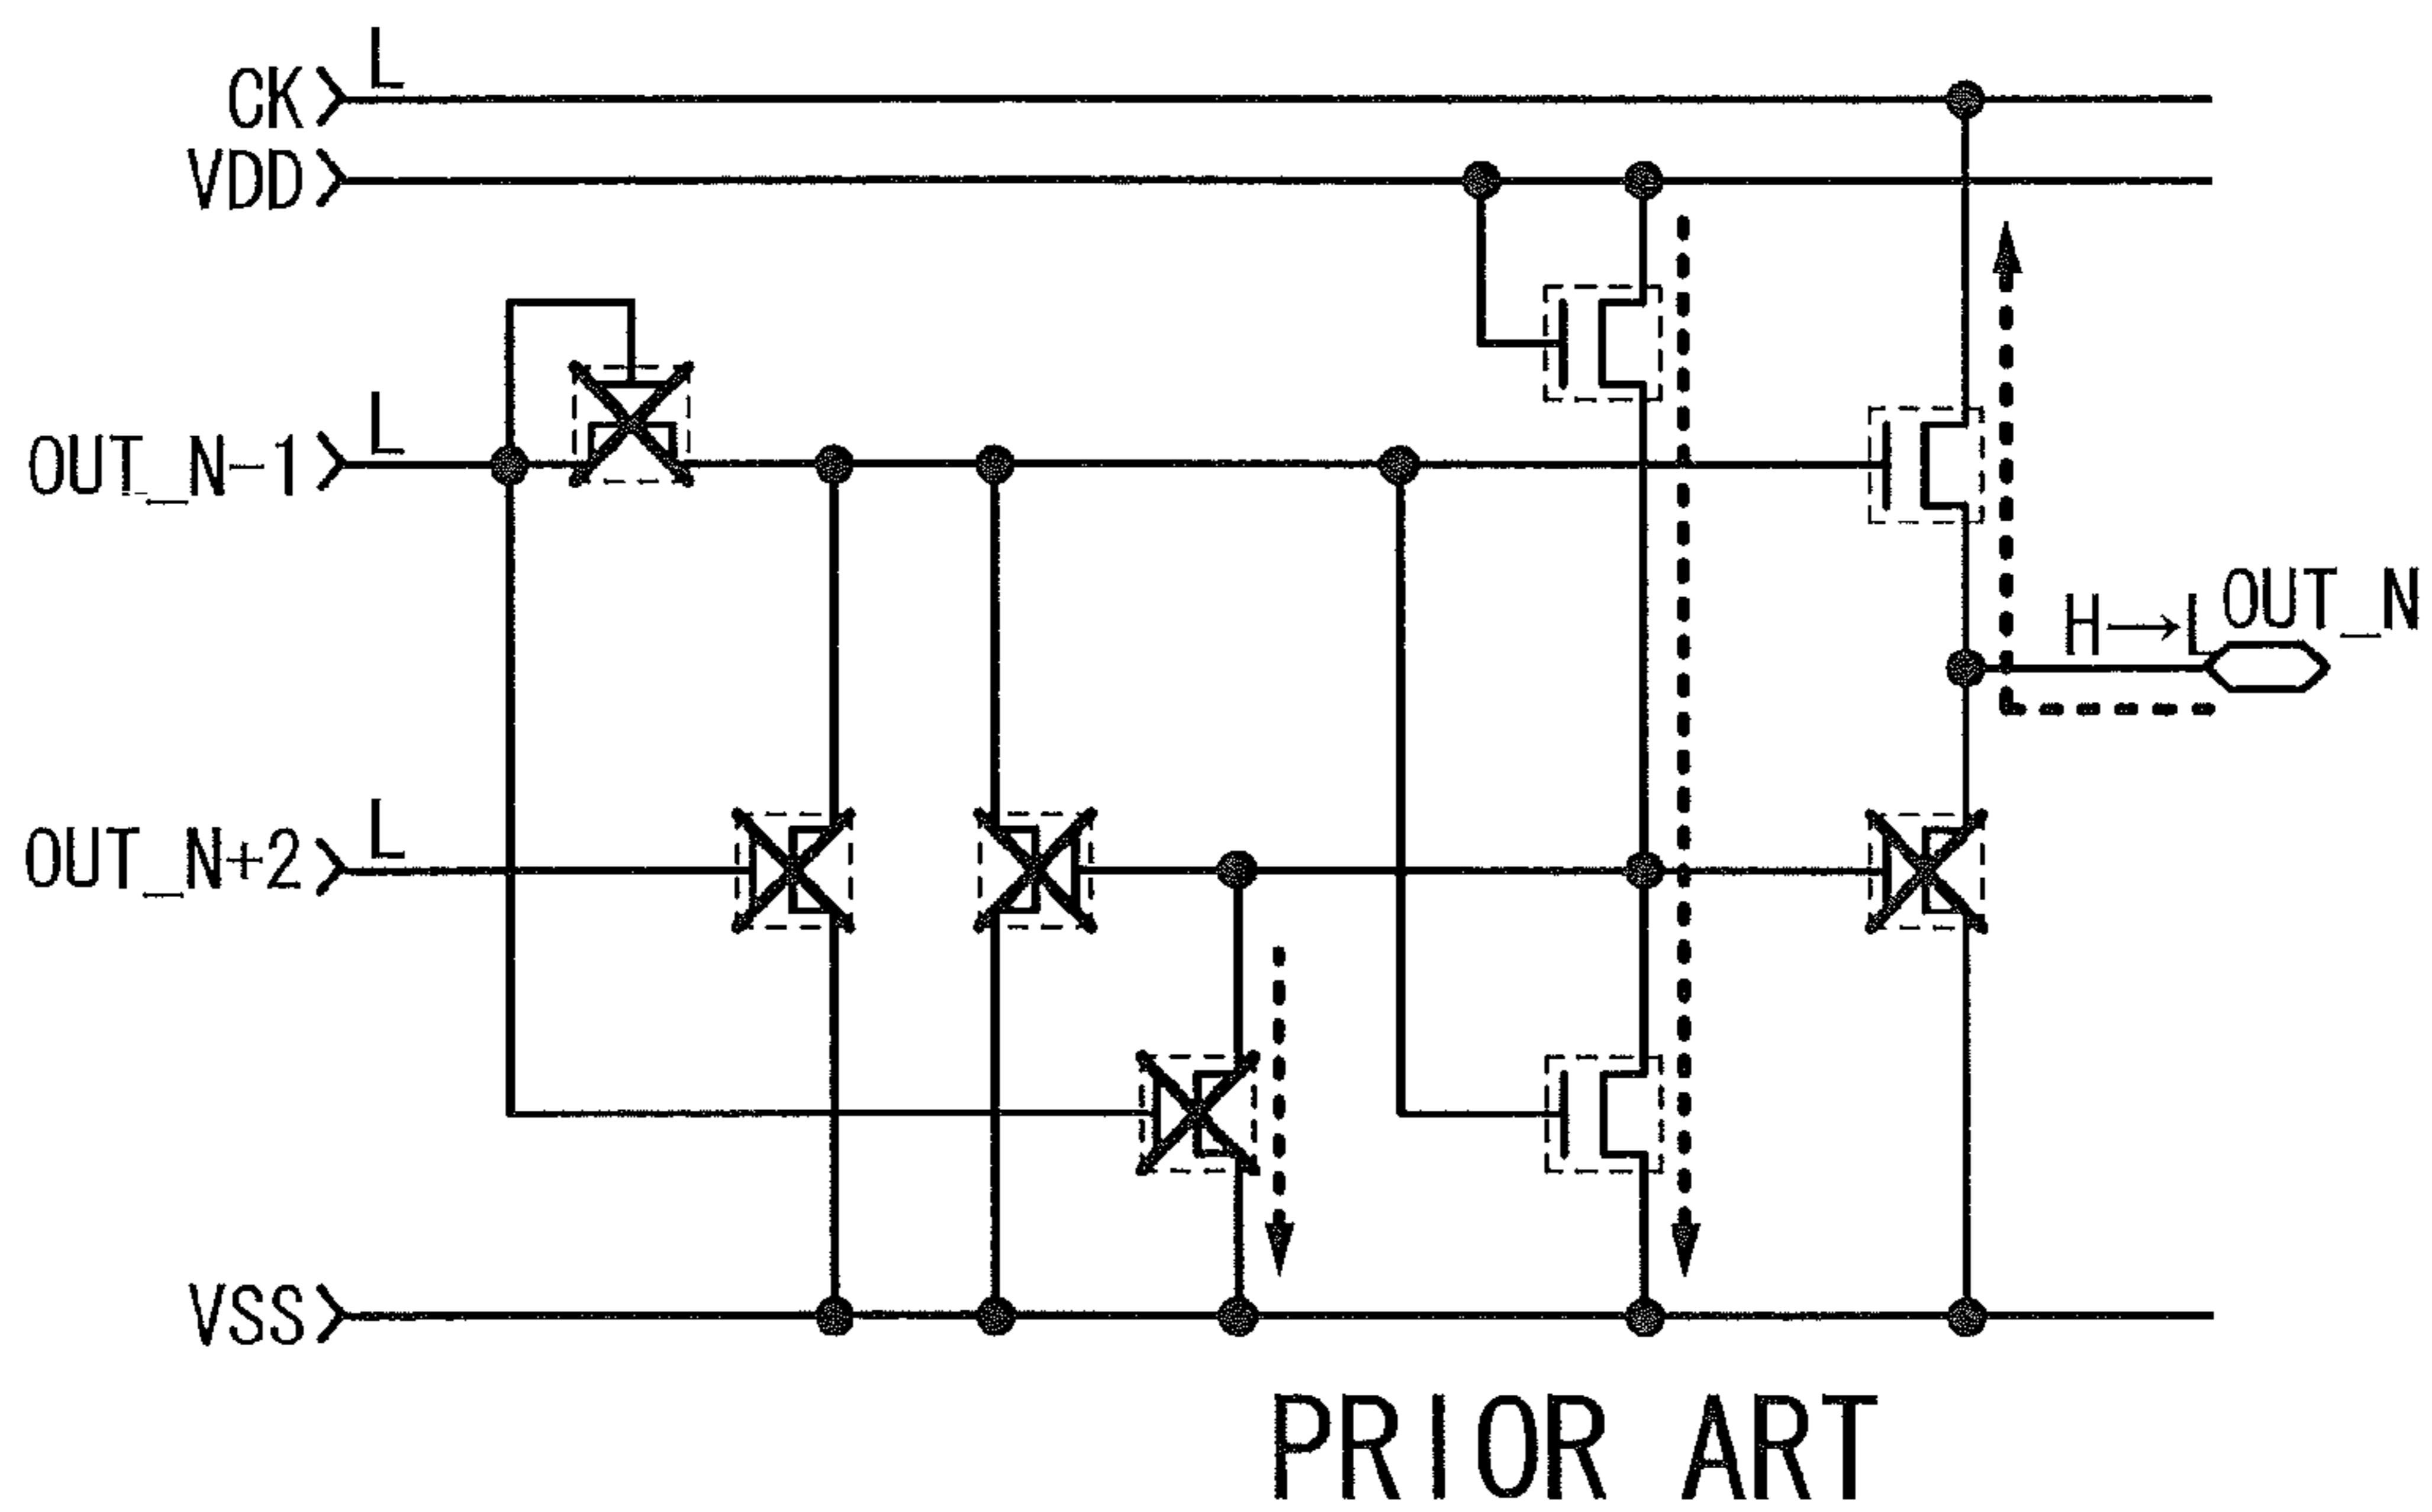 L
CK
VDD
L
OUT_N-1
H→L OUT_N
L
OUT_N+2
VSS
PRIOR ART